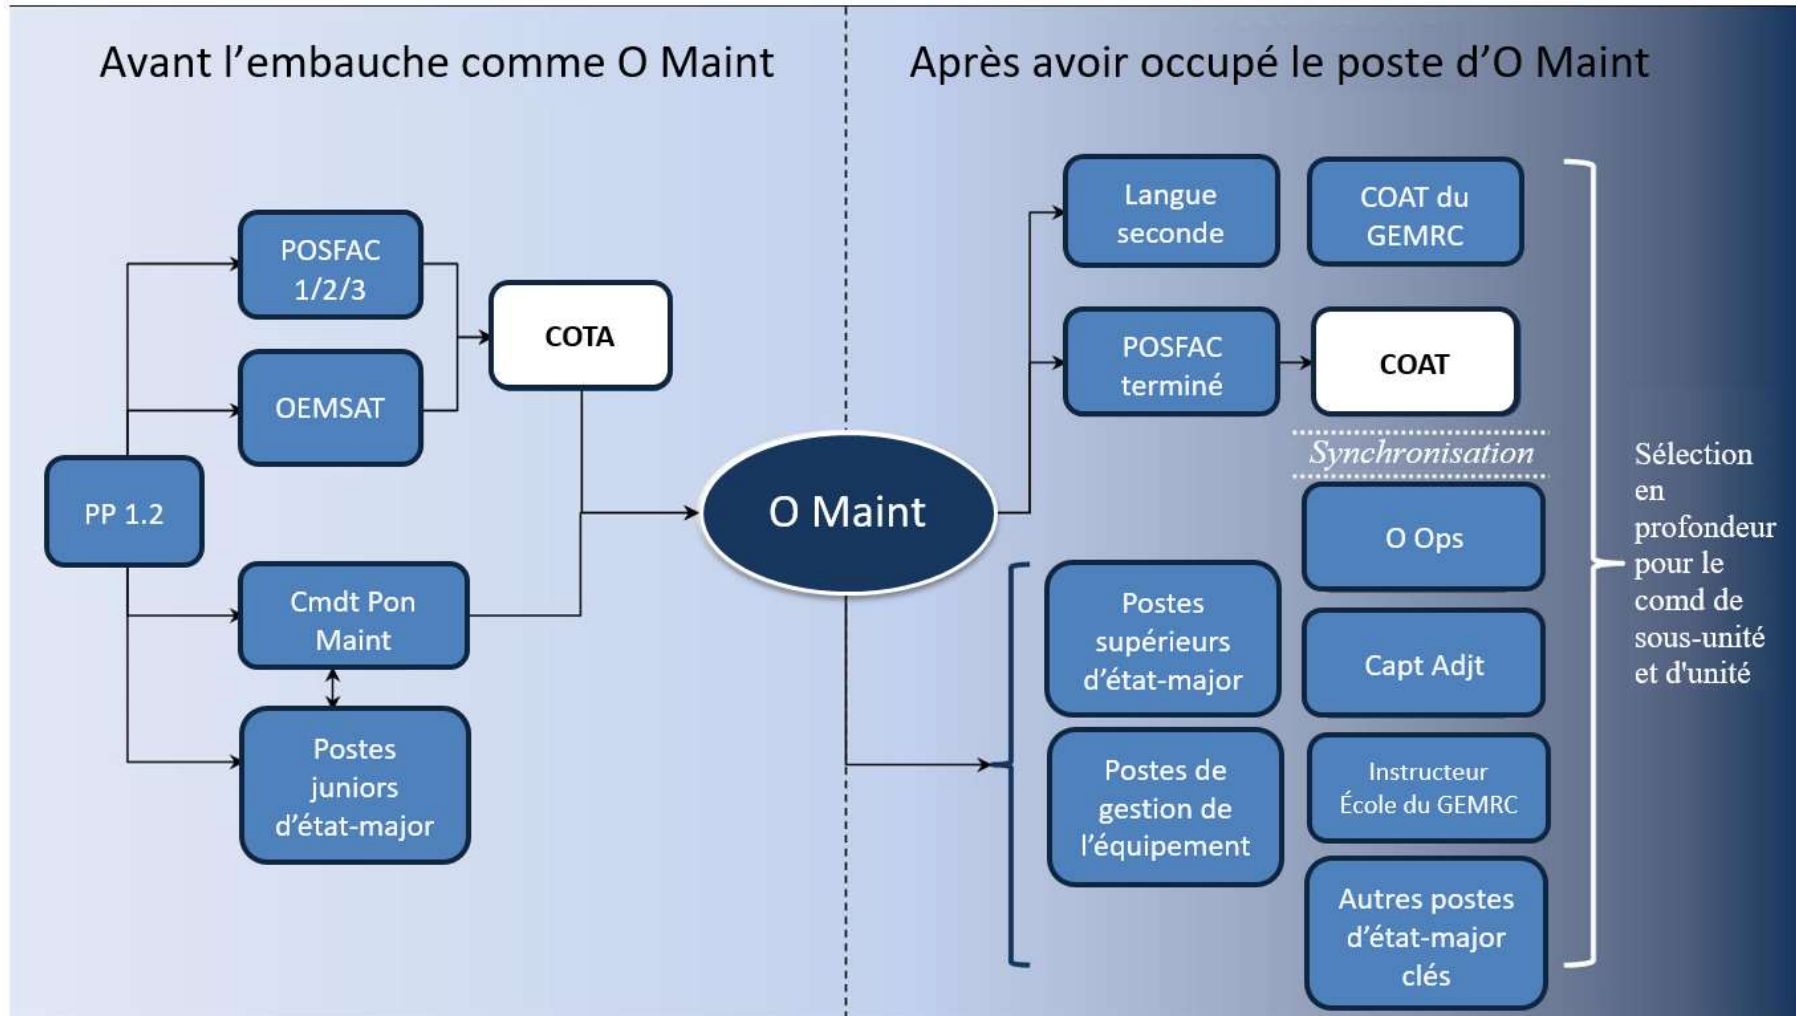 Avant l’embauche comme O Maint
Après avoir occupé le poste d’O Maint
PP 1.2
POSFAC
1/2/3
OEMSAT
COTA
Cmdt Pon
Maint
Postes
juniors
d’état-major
O Maint
Langue
seconde
COAT du
GEMRC
POSFAC
terminé
COAT
Synchronisation
Postes
supérieurs
d’état-major
Postes de
gestion de
l’équipement
O Ops
Capt Adjt
Instructeur
École du GEMRC
Autres postes
d’état-major
clés
Sélection
en
profondeur
pour le
comd de
sous-unité
et d'unité